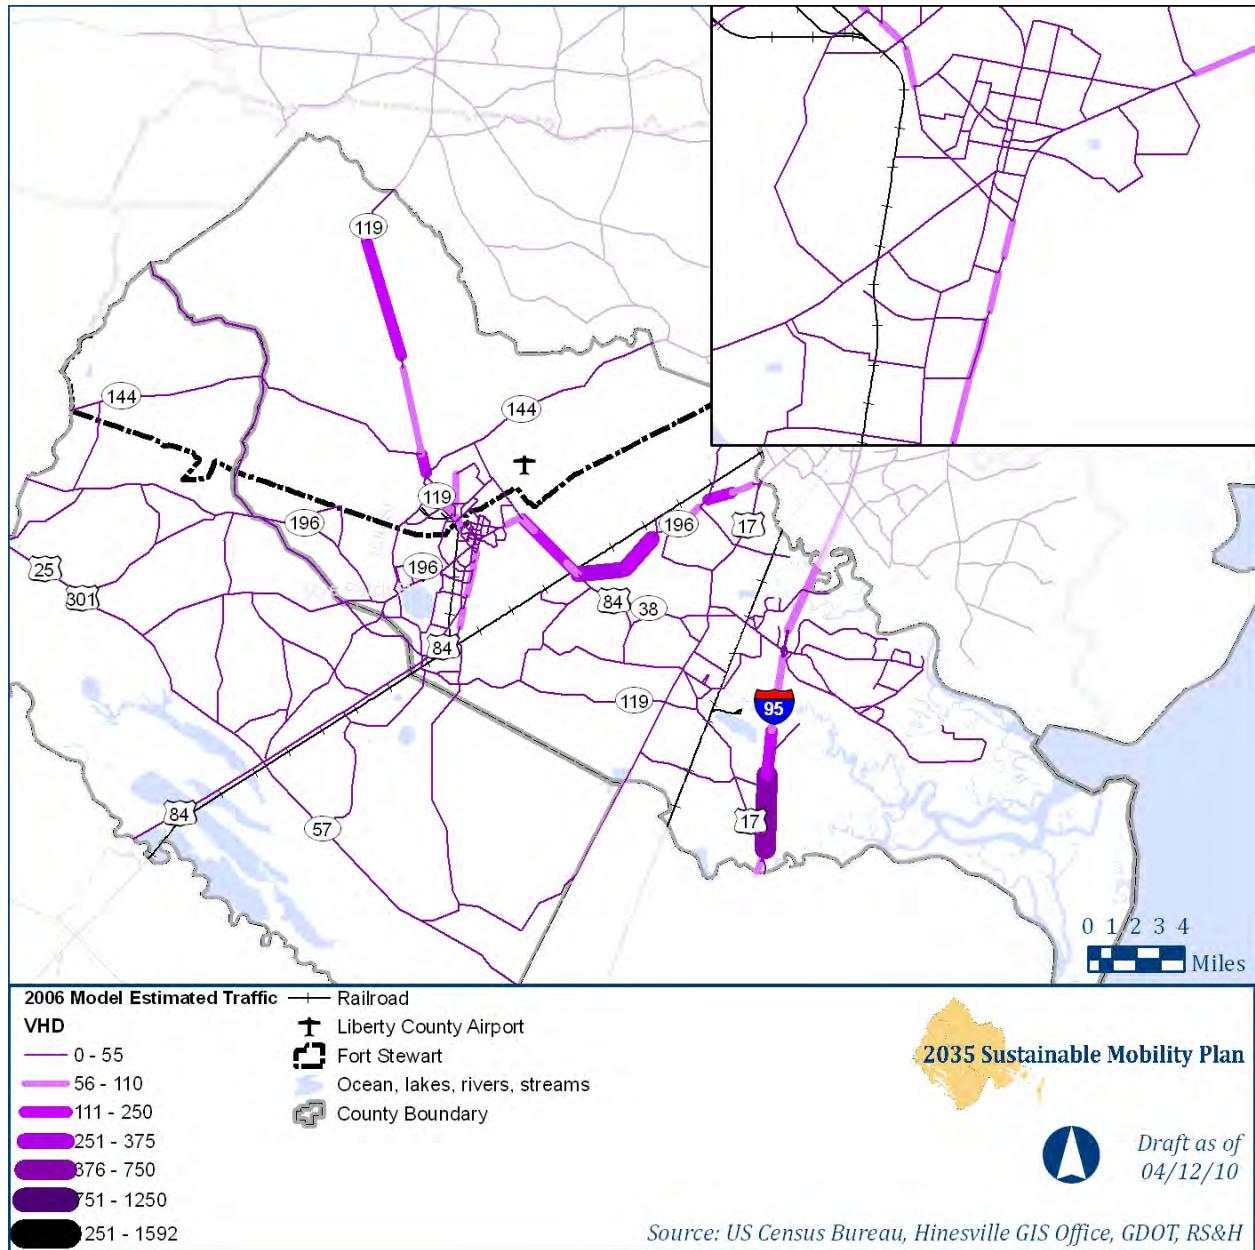 119
144
144
119
196
17
196
25
196
301
84
38
84
119
95
84
17
57
0 1 2 3 4
Miles
2006 Model Estimated Traffic
VHD
0 - 55
56 - 110
111 - 250
251 - 375
376 - 750
751 - 1250
251 - 1592
Railroad
Liberty County Airport
Fort Stewart
Ocean, lakes, rivers, streams
County Boundary
2035 Sustainable Mobility Plan
Draft as of
04/12/10
Source: US Census Bureau, Hinesville GIS Office, GDOT, RS&H